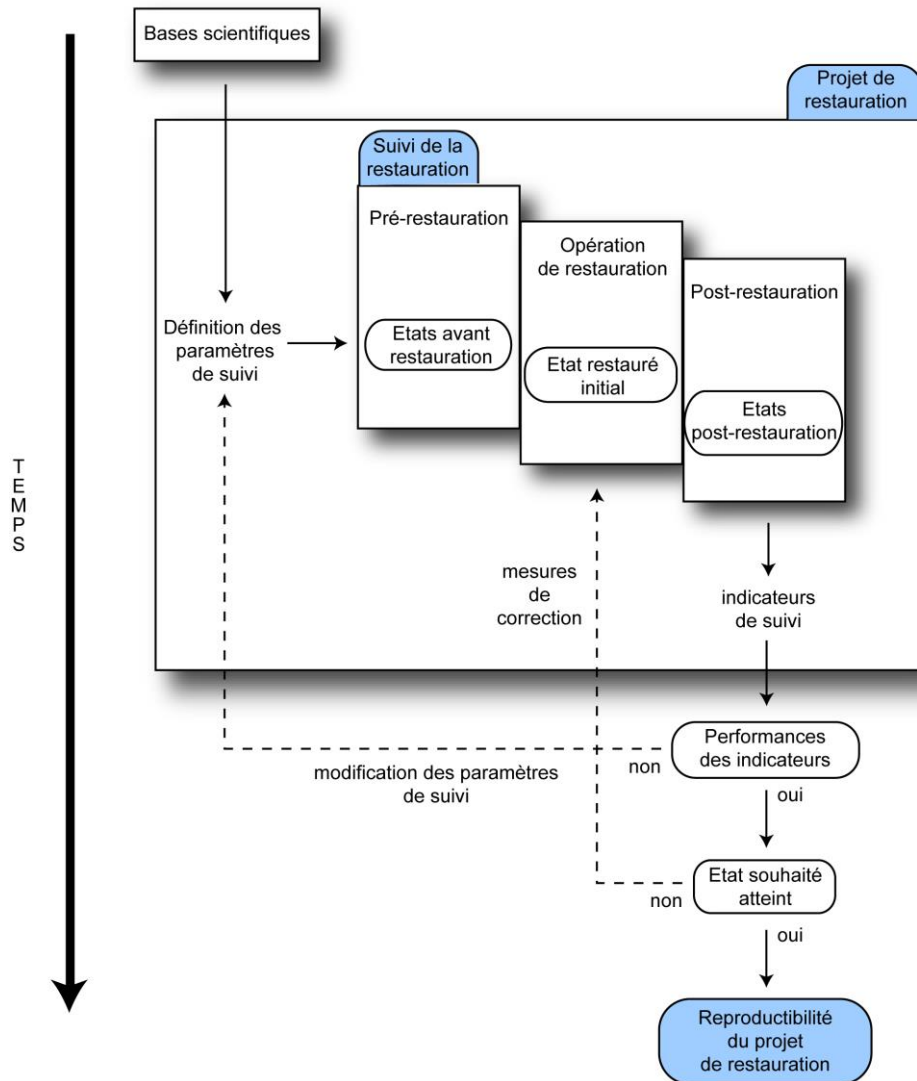 Bases scientifiques
Projet de
restauration
Suivi de la
restauration
Pré-restauration
Opération
de restauration
Post-restauration
Définition des
paramètres
de suivi
Etats avant
restauration
Etat restauré
initial
Etats
post-restauration
TEMPS
mesures
de
correction
indicateurs
de suivi
Performances
des indicateurs
non
modification des paramètres
de suivi
oui
Etat souhaité
atteint
non
oui
Reproductibilité
du projet
de restauration